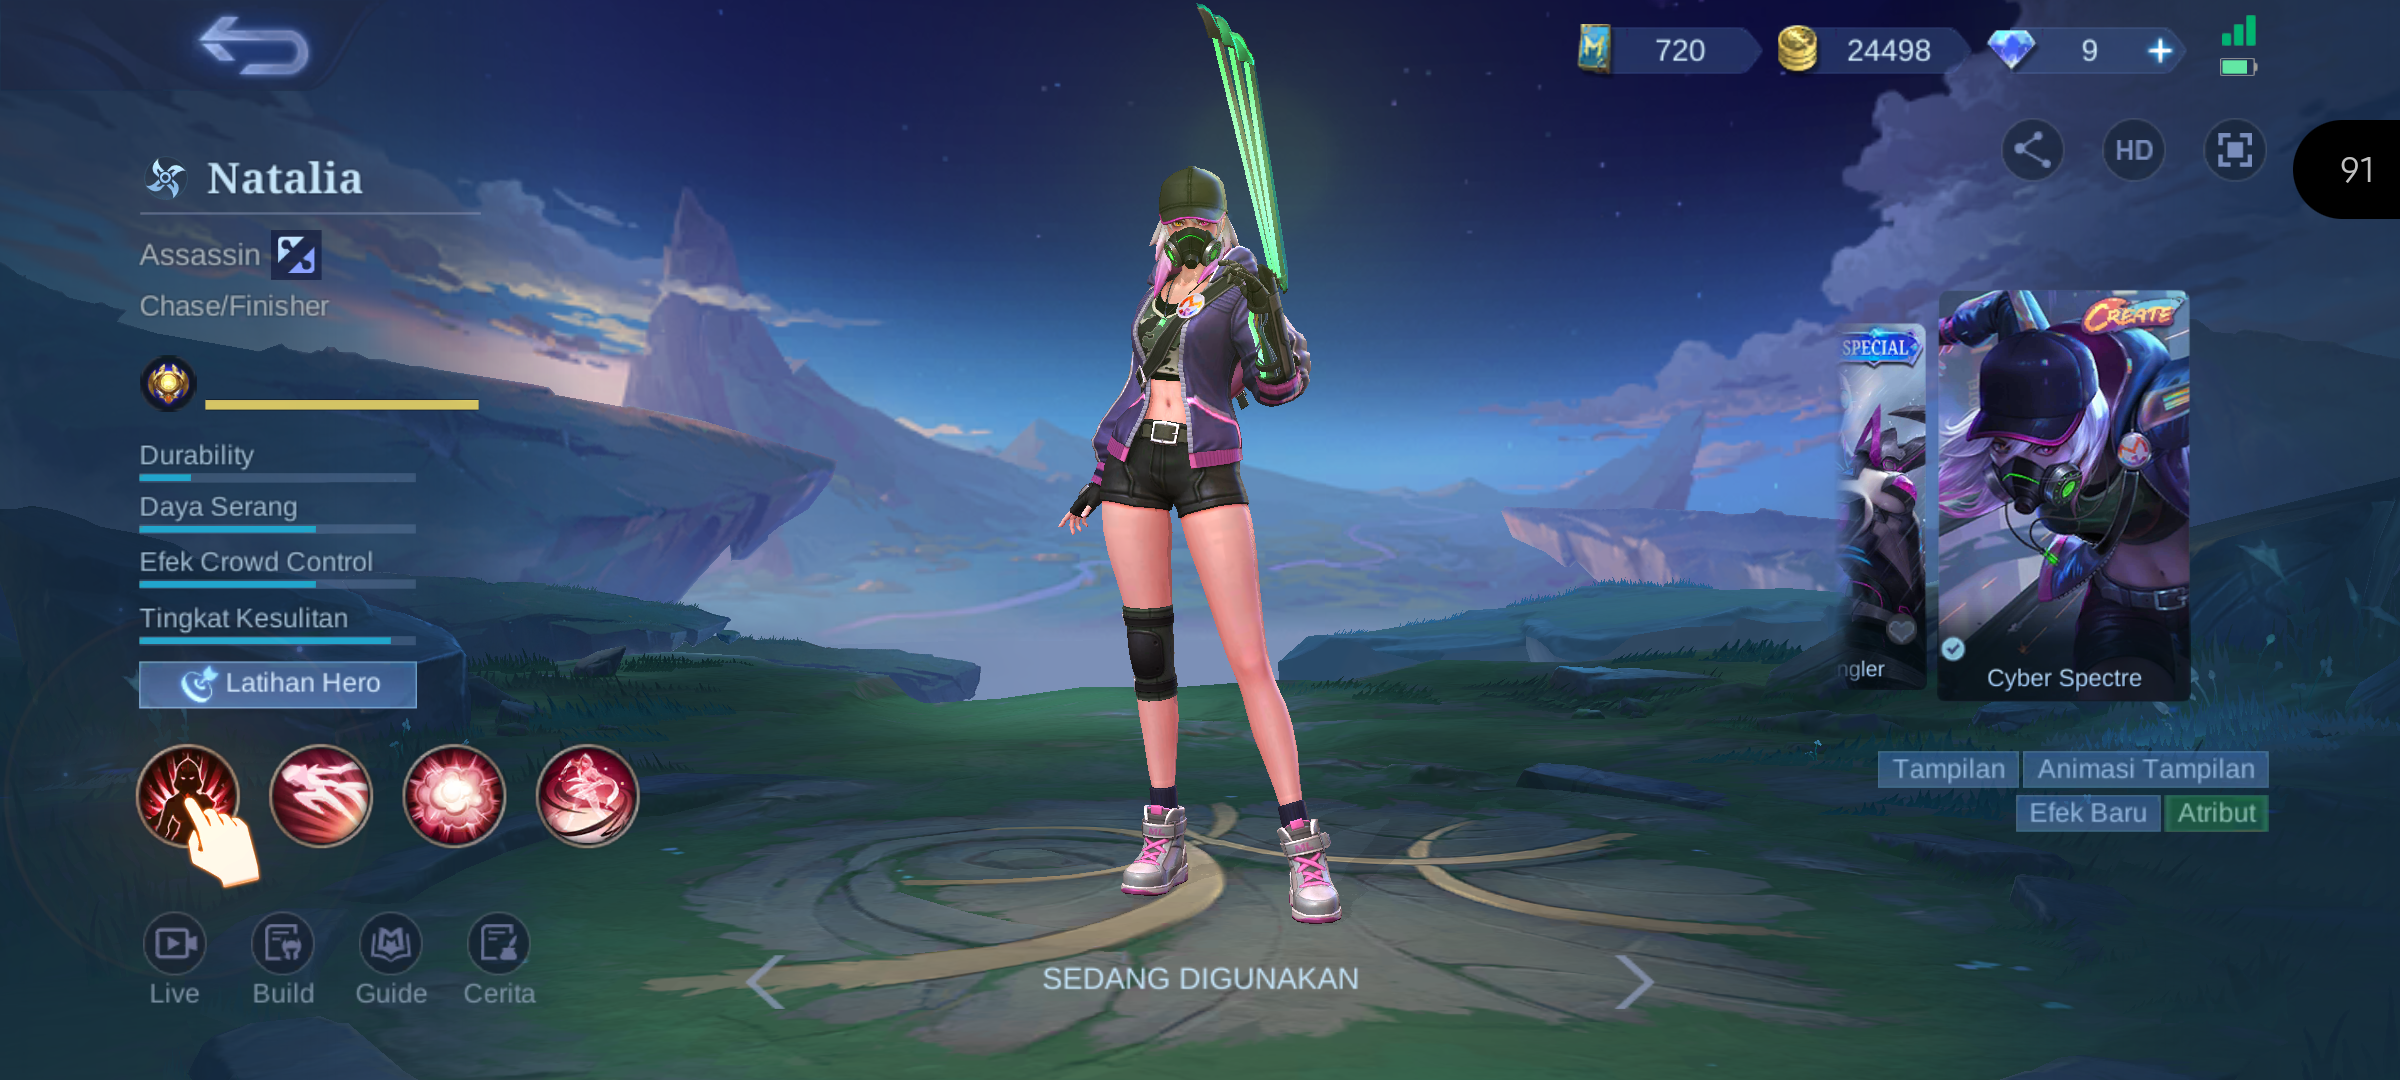 720
24498
9
HD
91
Natalia
Assassin
Chase/Finisher
Durability
Daya Serang
Efek Crowd Control
Tingkat Kesulitan
Latihan Hero
Live
Build
Guide
Cerita
SEDANG DIGUNAKAN
SPECIAL
ngler
CREATE
Cyber Spectre
Tampilan
Animasi Tampilan
Efek Baru
Atribut